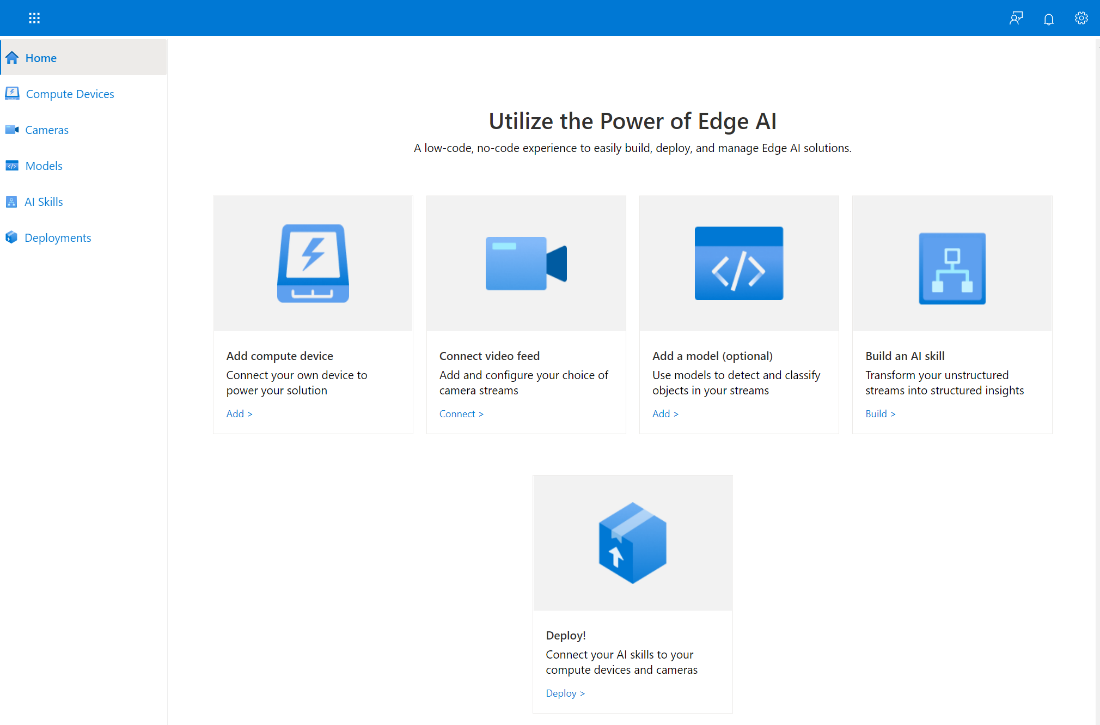 Home
Compute Devices
Cameras
Models
AI Skills
Deployments
Utilize the Power of Edge AI
A low-code, no-code experience to easily build, deploy, and manage Edge AI solutions.
Add compute device
Connect your own device to
power your solution
Add >
Connect video feed
Add and configure your choice of
camera streams
Connect >
Add a model (optional)
Use models to detect and classify
objects in your streams
Add >
Build an AI skill
Transform your unstructured
streams into structured insights
Build >
Deploy!
Connect your AI skills to your
compute devices and cameras
Deploy >